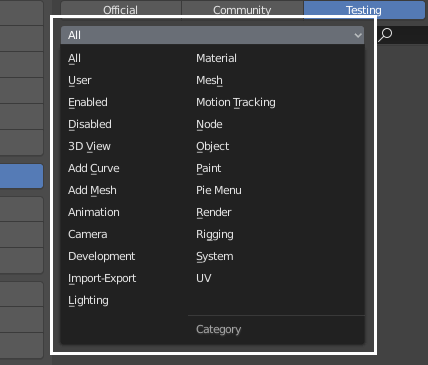 Official
Community
Testing
All
All
User
Enabled
Disabled
3D View
Add Curve
Add Mesh
Animation
Camera
Development
Import-Export
Lighting
Material
Mesh
Motion Tracking
Node
Object
Paint
Pie Menu
Render
Rigging
System
UV
Category